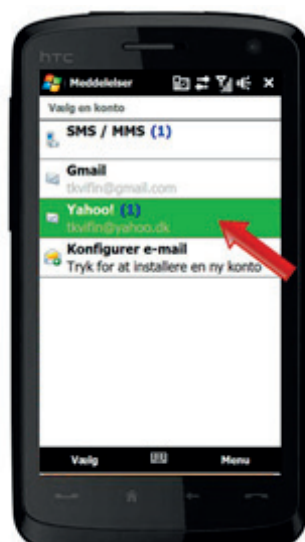 hTC
Meddelelser
Vælg en konto
SMS / MMS (1)
Gmail
tkvifin@gmail.com
Yahoo! (1)
tkvifin@yahoo.dk
Konfigurer e-mail
Tryk for at installere en ny konto
Vælg Menu